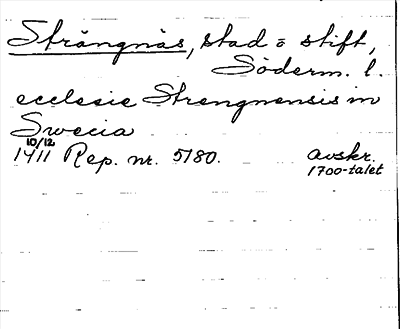 Strängnäs, stad o stift,
Söderm. l.
ecclesie Strengnensis in
Swecia
10/12
1411 Rep. nr. 5780. avskr.
1700-talet